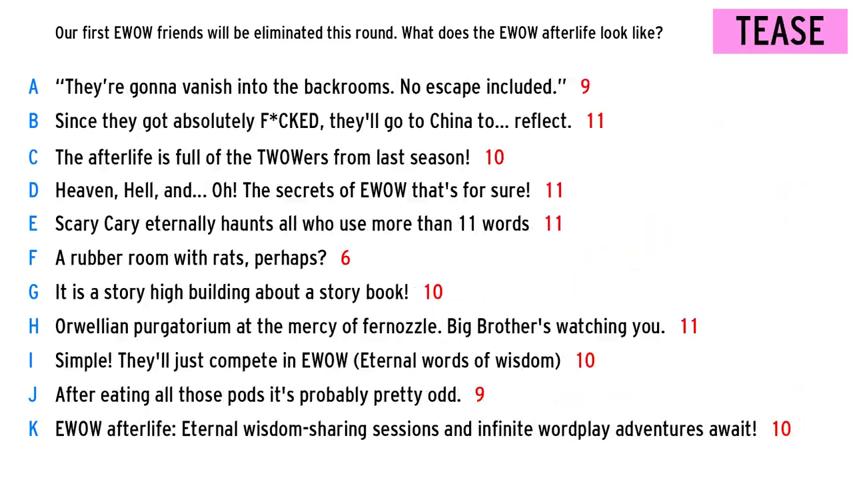 Our first EWOW friends will be eliminated this round. What does the EWOW afterlife look like?
TEASE
A “They're gonna vanish into the backrooms. No escape included.” 9
B Since they got absolutely F*CKED, they'll go to China to... reflect. 11
C The afterlife is full of the TWOWers from last season! 10
D Heaven, Hell, and... Oh! The secrets of EWOW that's for sure! 11
E Scary Cary eternally haunts all who use more than 11 words 11
F A rubber room with rats, perhaps? 6
G It is a story high building about a story book! 10
H Orwellian purgatorium at the mercy of fernozzle. Big Brother's watching you. 11
I Simple! They'll just compete in EWOW (Eternal words of wisdom) 10
J After eating all those pods it's probably pretty odd. 9
K EWOW afterlife: Eternal wisdom-sharing sessions and infinite wordplay adventures await! 10